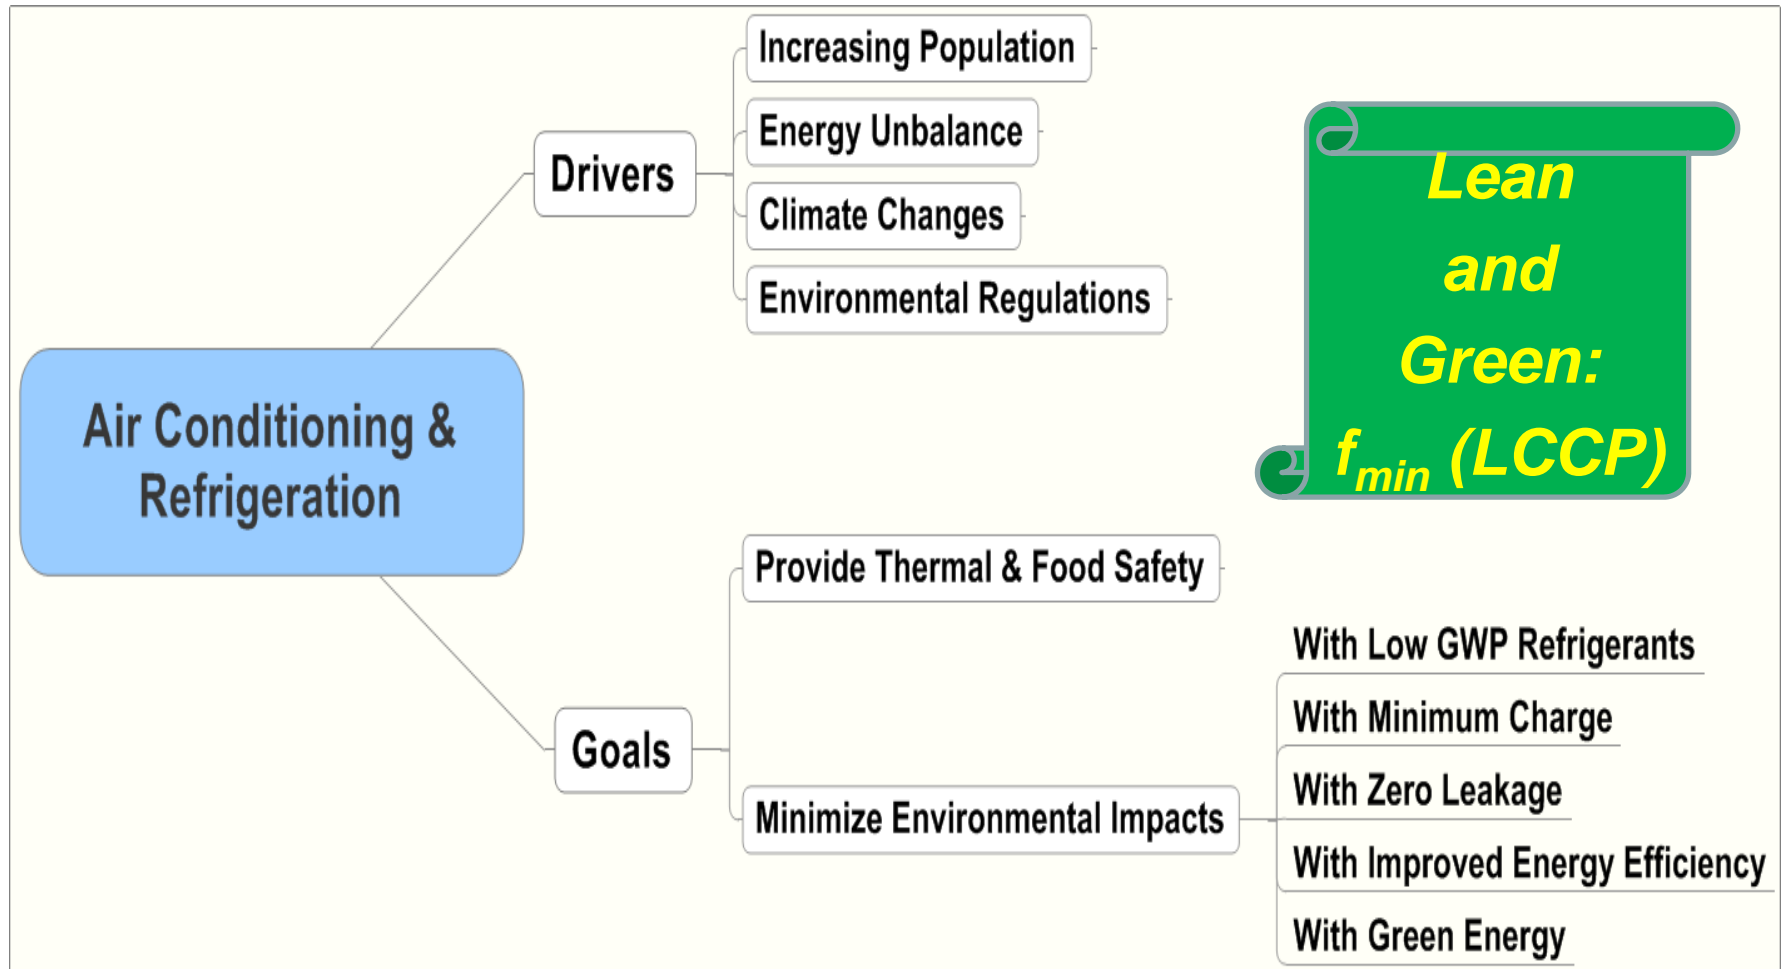 Air Conditioning &
Refrigeration
Drivers
Increasing Population
Energy Unbalance
Climate Changes
Environmental Regulations
Goals
Provide Thermal & Food Safety
Minimize Environmental Impacts
With Low GWP Refrigerants
With Minimum Charge
With Zero Leakage
With Improved Energy Efficiency
With Green Energy
Lean
and
Green:
fmin (LCCP)